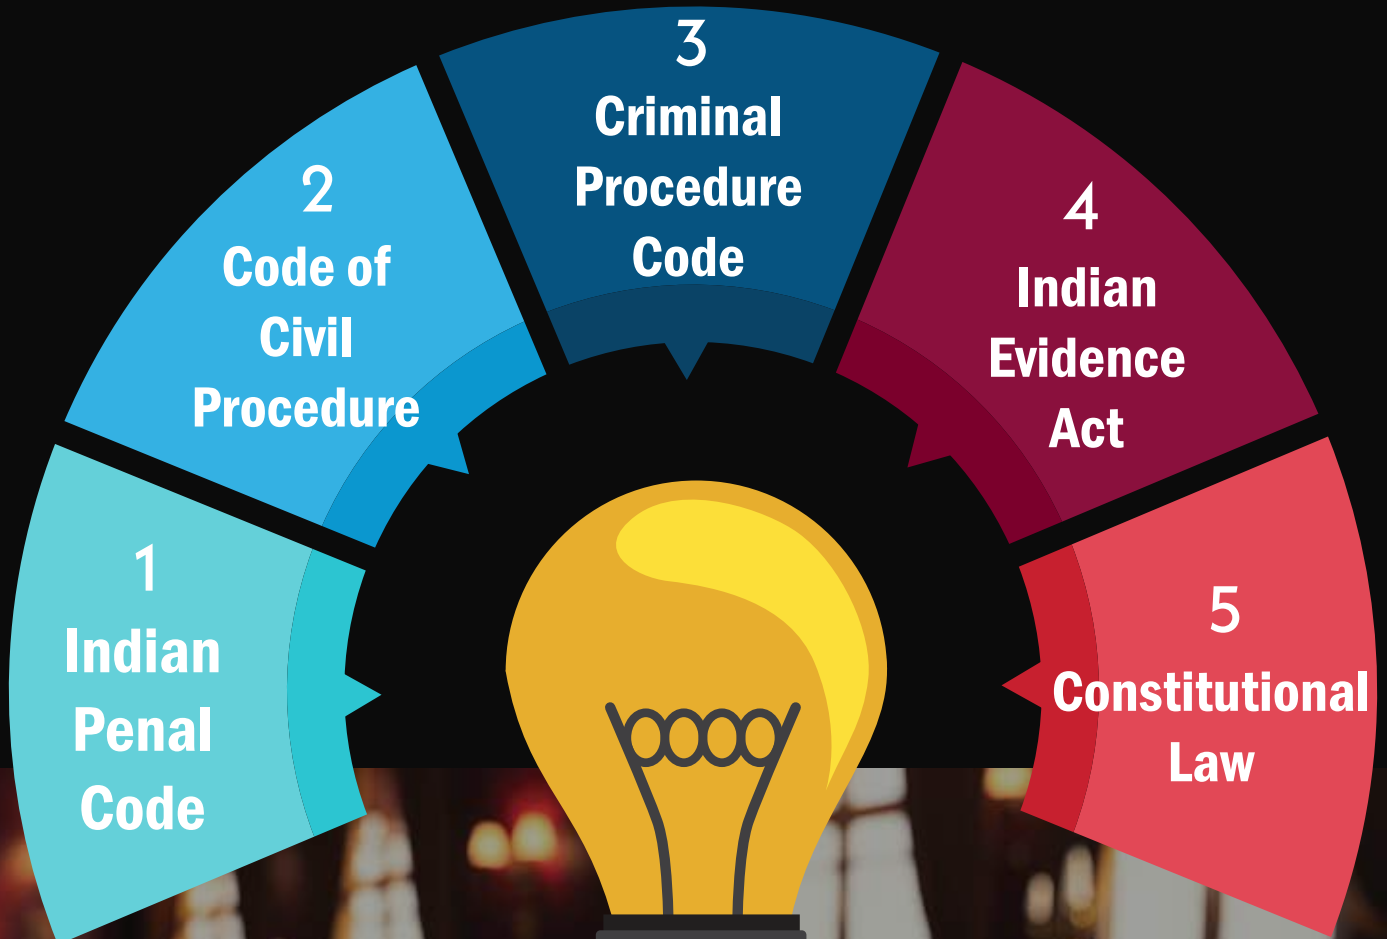 1
Indian
Penal
Code
2
Code of
Civil
Procedure
3
Criminal
Procedure
Code
4
Indian
Evidence
Act
5
Constitutional
Law